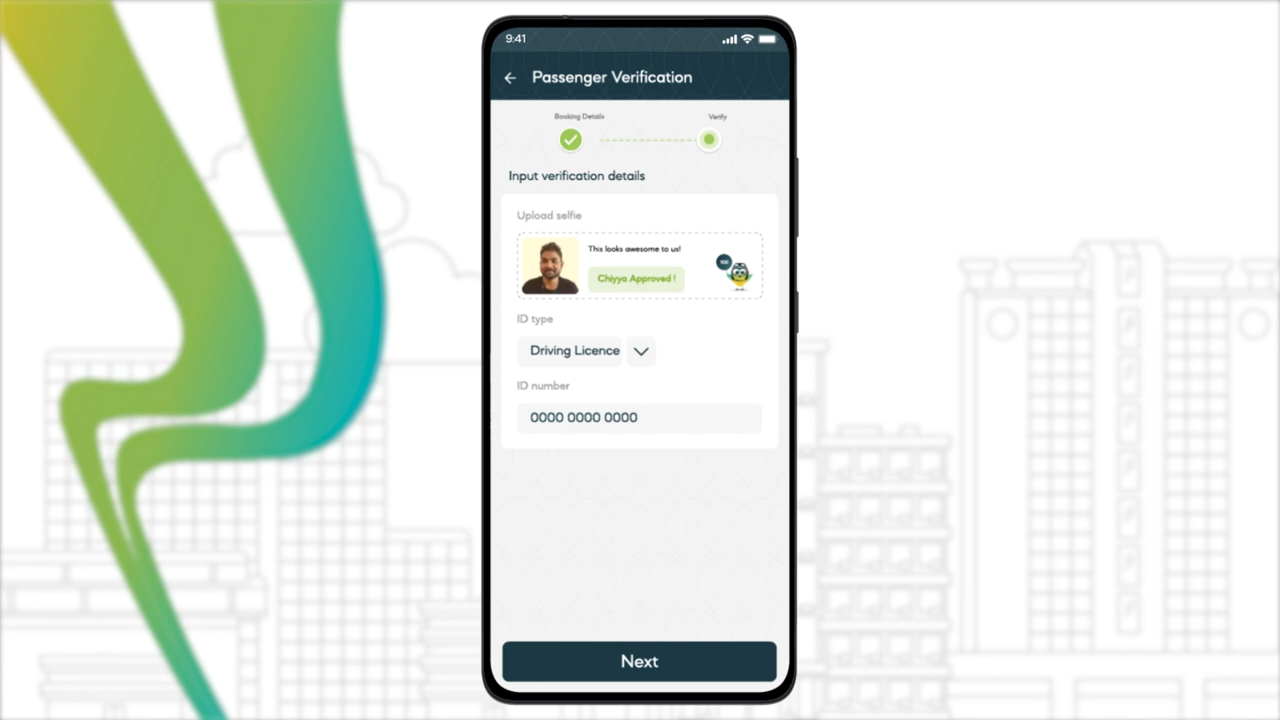 9:41
Passenger Verification
Booking Details
Verify
Input verification details
Upload selfie
This looks awesome to us!
Chiyya Approved !
ID type
Driving Licence
ID number
0000 0000 0000
Next